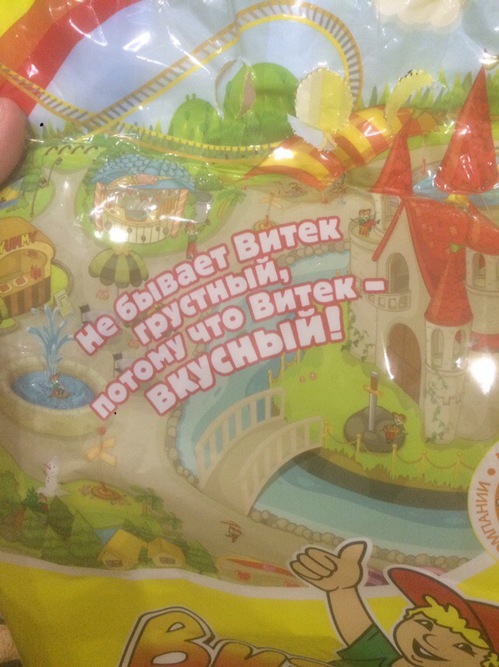 Не бывает Витек
грустный,
потому что Витек –
вкусный!